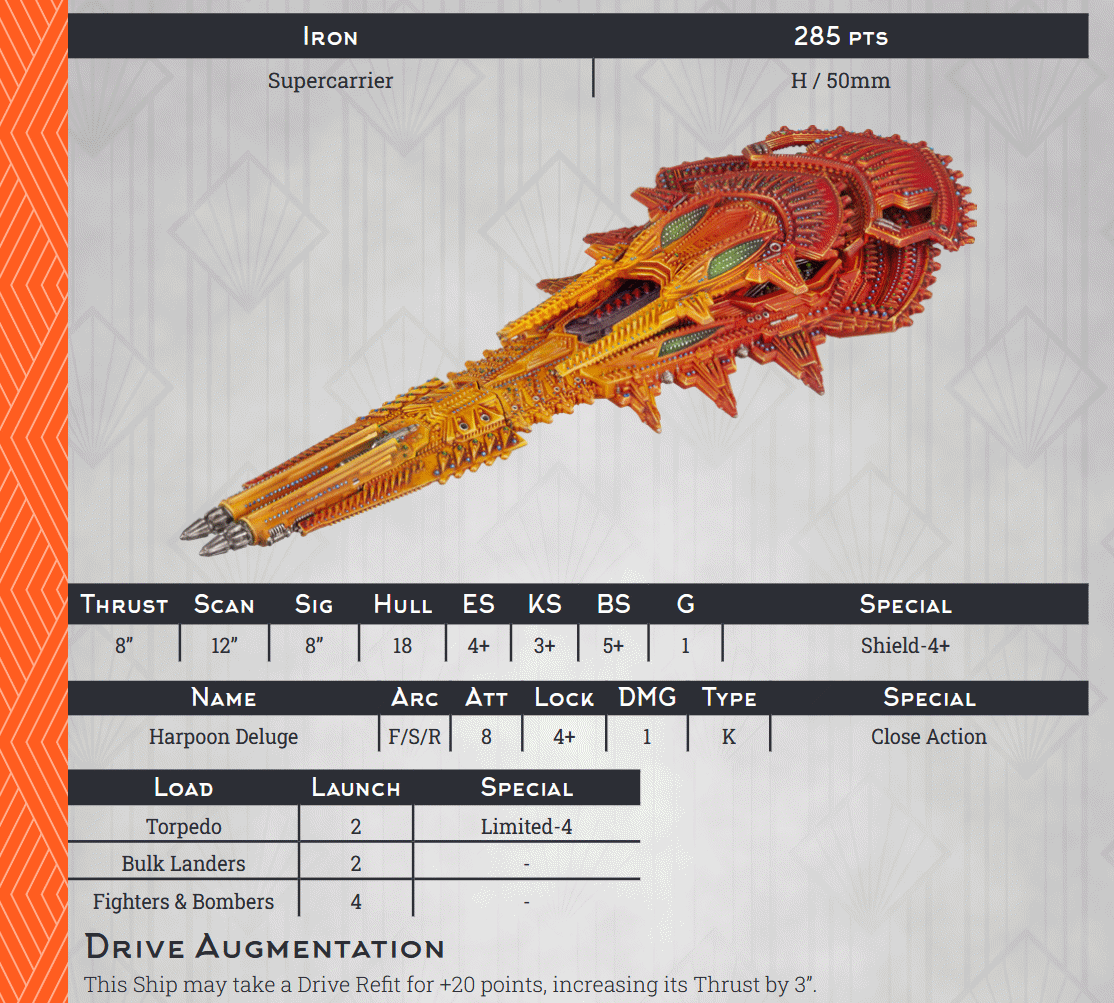 Iron 285 pts
Supercarrier H / 50mm
Thrust Scan Sig Hull ES KS BS G Special
8” 12” 8” 18 4+ 3+ 5+ 1 Shield-4+
Name Arc Att Lock DMG Type Special
Harpoon Deluge F/S/R 8 4+ 1 K Close Action
Load Launch Special
Torpedo 2 Limited-4
Bulk Landers 2 -
Fighters & Bombers 4 -
Drive Augmentation
This Ship may take a Drive Refit for +20 points, increasing its Thrust by 3”.